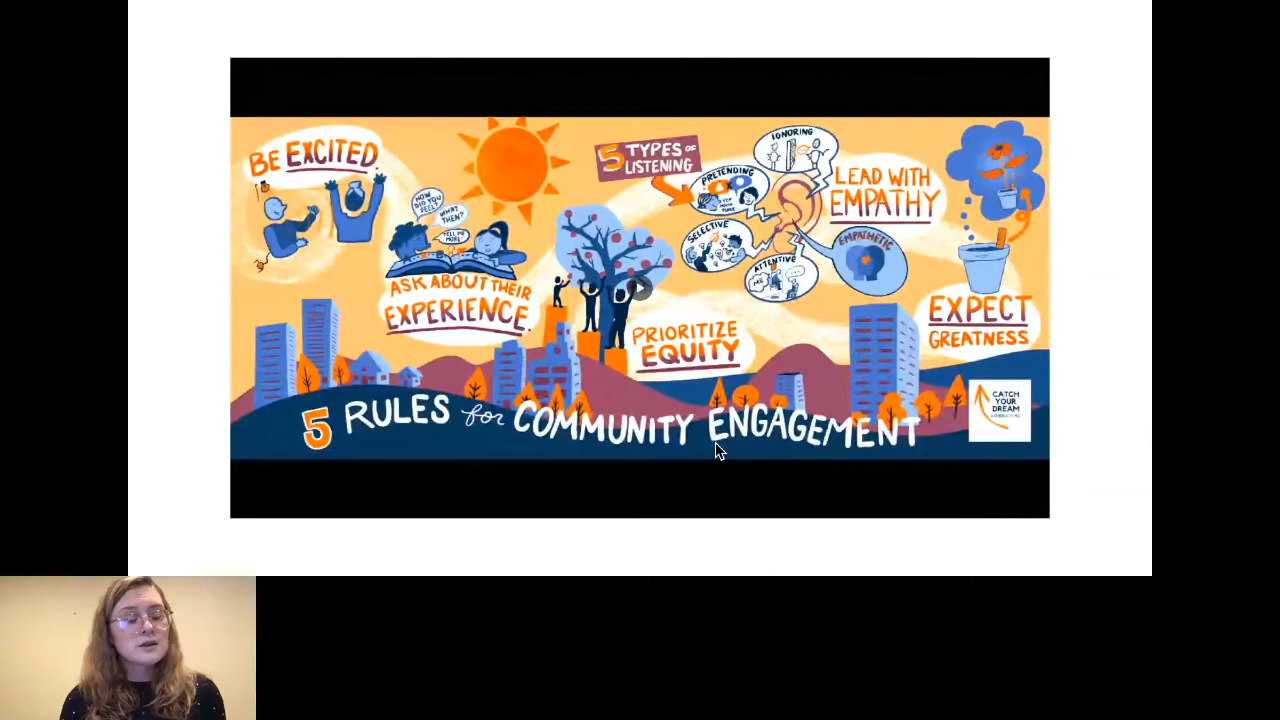 BE EXCITED.
HOW DID YOU FEEL?
WHAT THEN?
TELL ME MORE
ASK ABOUT THEIR
EXPERIENCE.
PRIORITIZE
EQUITY
5 TYPES OF
LISTENING
IGNORING
PRETENDING
SELECTIVE
ATTENTIVE
ME
EMPATHETIC
LEAD WITH
EMPATHY
EXPECT
GREATNESS
5 RULES for COMMUNITY ENGAGEMENT
CATCH
YOUR
DREAM